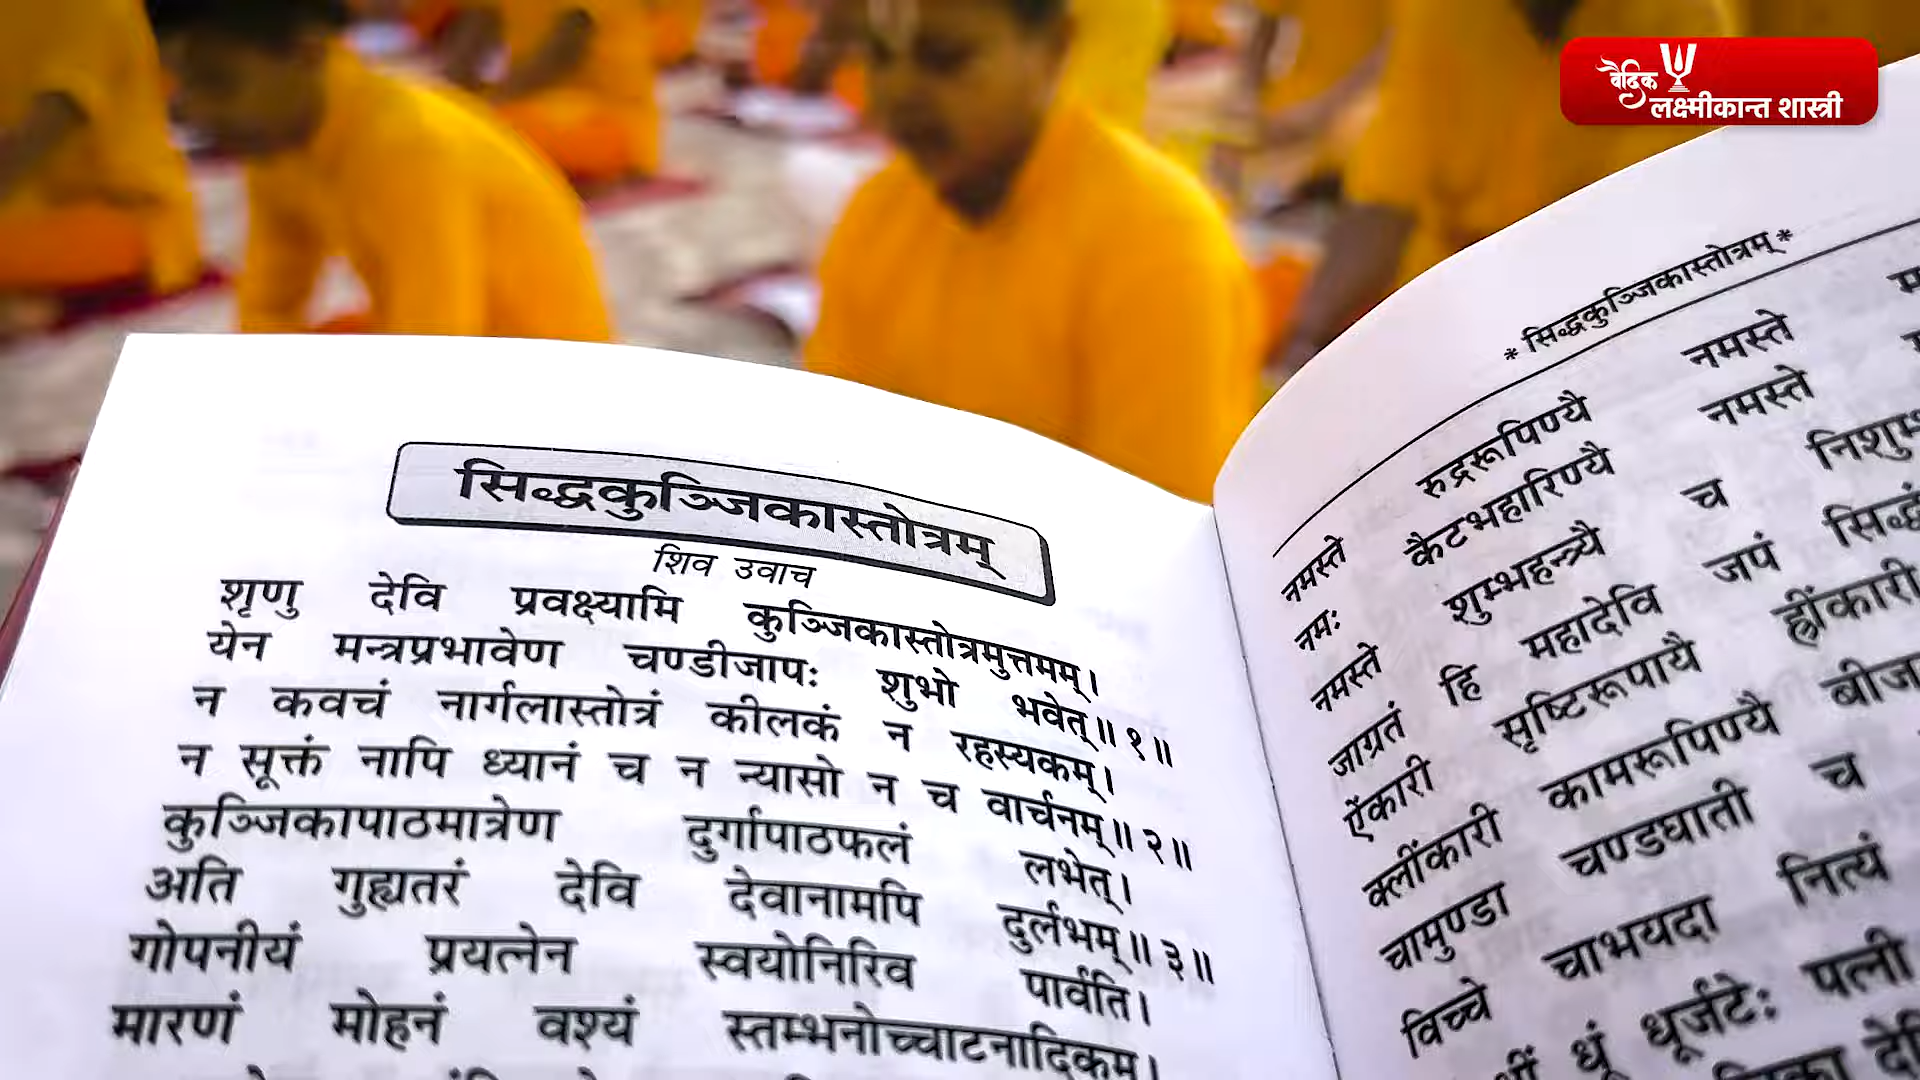 वैदिक
लक्ष्मीकान्त शास्त्री
सिद्धकुञ्जिकास्तोत्रम्
शिव उवाच
शृणु देवि प्रवक्ष्यामि कुञ्जिकास्तोत्रमुत्तमम्।
येन मन्त्रप्रभावेण चण्डीजापः शुभो भवेत्॥१॥
न कवचं नार्गलास्तोत्रं कीलकं न रहस्यकम्।
न सूक्तं नापि ध्यानं च न न्यासो न च वार्चनम्॥२॥
कुञ्जिकापाठमात्रेण दुर्गापाठफलं लभेत्।
अति गुह्यतरं देवि देवानामपि दुर्लभम्॥३॥
गोपनीयं प्रयत्नेन स्वयोनिरिव पार्वति।
मारणं मोहनं वश्यं स्तम्भनोच्चाटनादिकम्।
* सिद्धकुञ्जिकास्तोत्रम् *
नमस्ते रुद्ररूपिण्यै नमस्ते
नमः कैटभहारिण्यै नमस्ते
नमस्ते शुम्भहन्त्र्यै च
जाग्रतं हि महादेवि जपं
ऐंकारी सृष्टिरूपायै ह्रींकारी
क्लींकारी कामरूपिण्यै
चामुण्डा चण्डघाती च
विच्चे चाभयदा नित्यं
धूं धूर्जटेः पत्नी